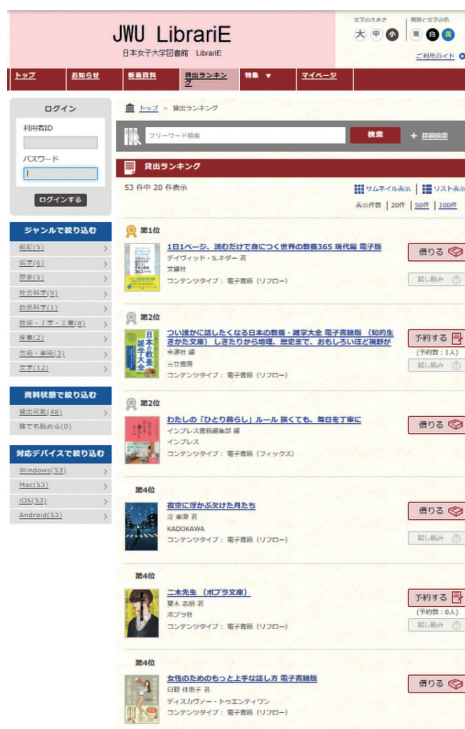 JWU LibrariE
日本女子大学図書館 LibrariE
文字の大きさ
大 中 小
背景と文字の色
黒 白 黄
ご利用ガイド
トップ
お知らせ
新着資料
貸出ランキング
特集 ▼
マイページ
ログイン
利用者ID
パスワード
ログインする
ジャンルで絞り込む
総記(5)
哲学(6)
歴史(5)
社会科学(9)
自然科学(1)
技術・工学・工業(8)
産業(2)
芸術・美術(3)
文学(12)
資料状態で絞り込む
貸出可能(48)
誰でも読める(0)
対応デバイスで絞り込む
Windows(53)
Mac(53)
iOS(53)
Android(53)
トップ > 貸出ランキング
フリーワード検索
検索
+ 詳細検索
貸出ランキング
53 件中 20 件表示
サムネイル表示 | リスト表示
表示件数 | 20件 | 50件 | 100件
第1位
1日1ページ、読むだけで身につく世界の教養365 現代編 電子版
デイヴィッド・S.キダー 著
文響社
コンテンツタイプ : 電子書籍 (リフロー)
借りる
試し読み
第2位
つい誰かに話したくなる日本の教養・雑学大全 電子書籍版 (知的生
きかた文庫) しきたりから地理、歴史まで、おもしろいほど視野が
三笠書房
コンテンツタイプ : 電子書籍 (リフロー)
予約する
(予約数 : 1人)
試し読み
第2位
わたしの「ひとり暮らし」ルール 狭くても、毎日を丁寧に
インプレス書籍編集部 編
インプレス
コンテンツタイプ : 電子書籍 (フィックス)
借りる
第4位
夜空に浮かぶ欠けた月たち
窪 美澄 著
KADOKAWA
コンテンツタイプ : 電子書籍 (リフロー)
借りる
試し読み
第4位
二木先生 (ポプラ文庫)
夏木 志朋 著
ポプラ社
コンテンツタイプ : 電子書籍 (リフロー)
予約する
(予約数 : 0人)
試し読み
第4位
女性のためのもっと上手な話し方 電子書籍版
日野 佳恵子 著
ディスカヴァー・トゥエンティワン
コンテンツタイプ : 電子書籍 (リフロー)
借りる